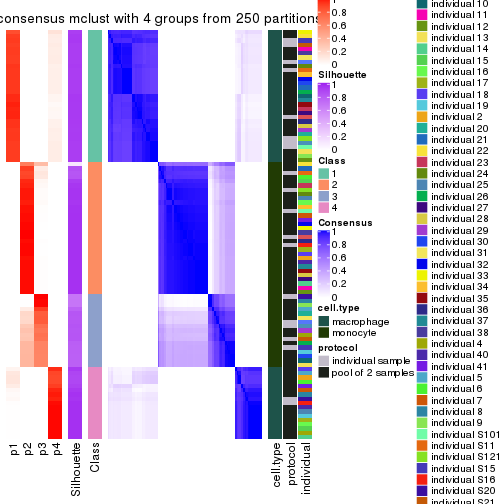 consensus mclust with 4 groups from 250 partitions
0.8
0.6
0.4
0.2
0
Silhouette
1
0.8
0.6
0.4
0.2
0
Class
1
2
3
4
Consensus
1
0.8
0.6
0.4
0.2
0
cell.type
macrophage
monocyte
protocol
individual sample
pool of 2 samples
individual 10
individual 11
individual 12
individual 13
individual 14
individual 15
individual 16
individual 17
individual 18
individual 19
individual 2
individual 20
individual 21
individual 22
individual 23
individual 24
individual 25
individual 26
individual 27
individual 28
individual 29
individual 30
individual 31
individual 32
individual 33
individual 34
individual 35
individual 36
individual 37
individual 38
individual 4
individual 40
individual 41
individual 5
individual 6
individual 7
individual 8
individual 9
individual S101
individual S11
individual S121
individual S15
individual S16
individual S20
individual S21
p1
p2
p3
p4
Silhouette
Class
cell.type
protocol
individual